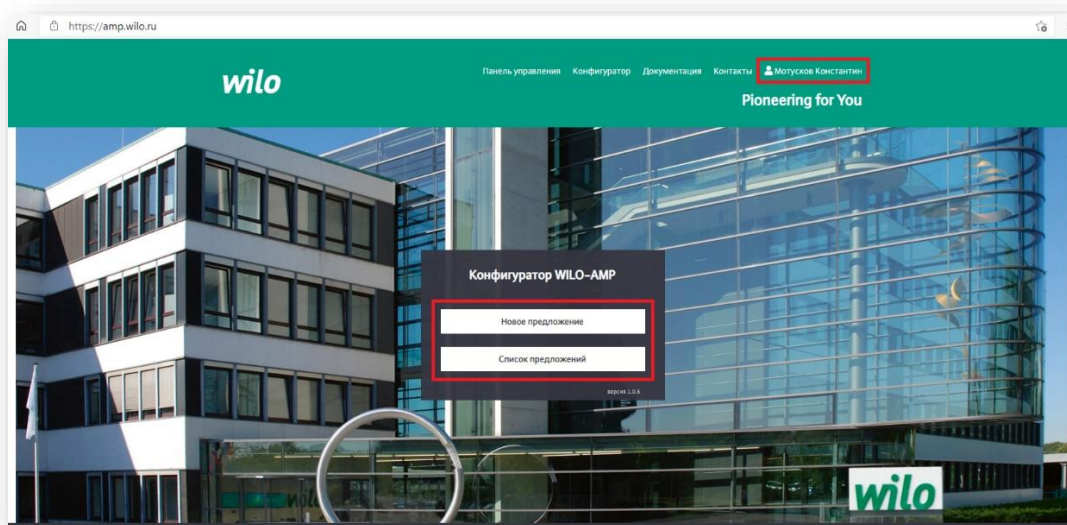 https://amp.wilo.ru
wilo
Панель управления Конфигуратор Документация Контакты Мотусков Константин
Pioneering for You
Конфигуратор WILO-AMP
Новое предложение
Список предложений
версия 1.0.6
wilo
wilo